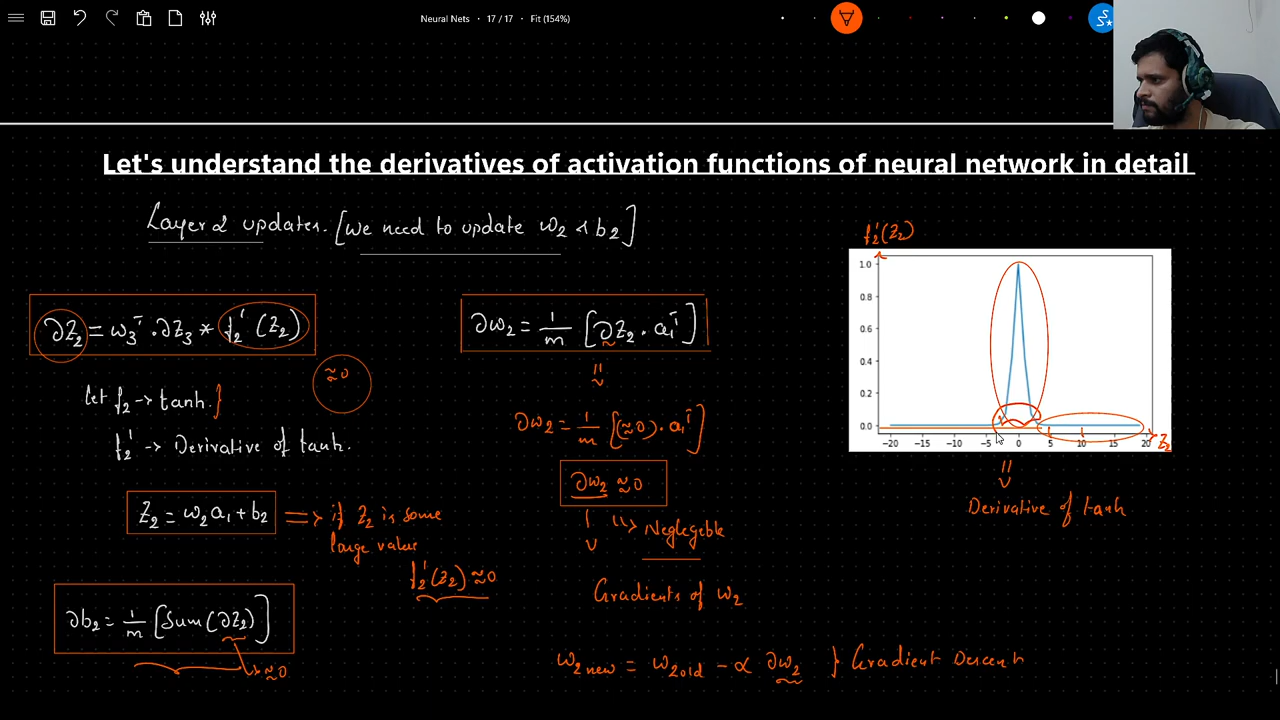 Neural Nets • 17 / 17 • Fit (154%)
Let's understand the derivatives of activation functions of neural network in detail
Layer 2 updates. [we need to update w₂ & b₂]
∂Z₂ = w₃ᵀ · ∂Z₃ * f₂′(Z₂)
≈0
let f₂ → tanh.}
f₂′ → Derivative of tanh.
Z₂ = w₂a₁ + b₂ => if Z₂ is some
large value
f₂′(Z₂) ≈0
∂b₂ = 1/m [Sum(∂Z₂)]
≈0
∂w₂ = 1/m [∂Z₂ · a₁ᵀ]
∂w₂ = 1/m [(≈0) · a₁ᵀ]
∂w₂ ≈0
Neglegeble
Gradients of w₂
w₂ new = w₂ old - α ∂w₂ } Gradient Descent
f₂′(Z₂)
1.0
0.8
0.6
0.4
0.2
0.0
-20 -15 -10 -5 0 5 10 15 20 Z₂
Derivative of tanh.